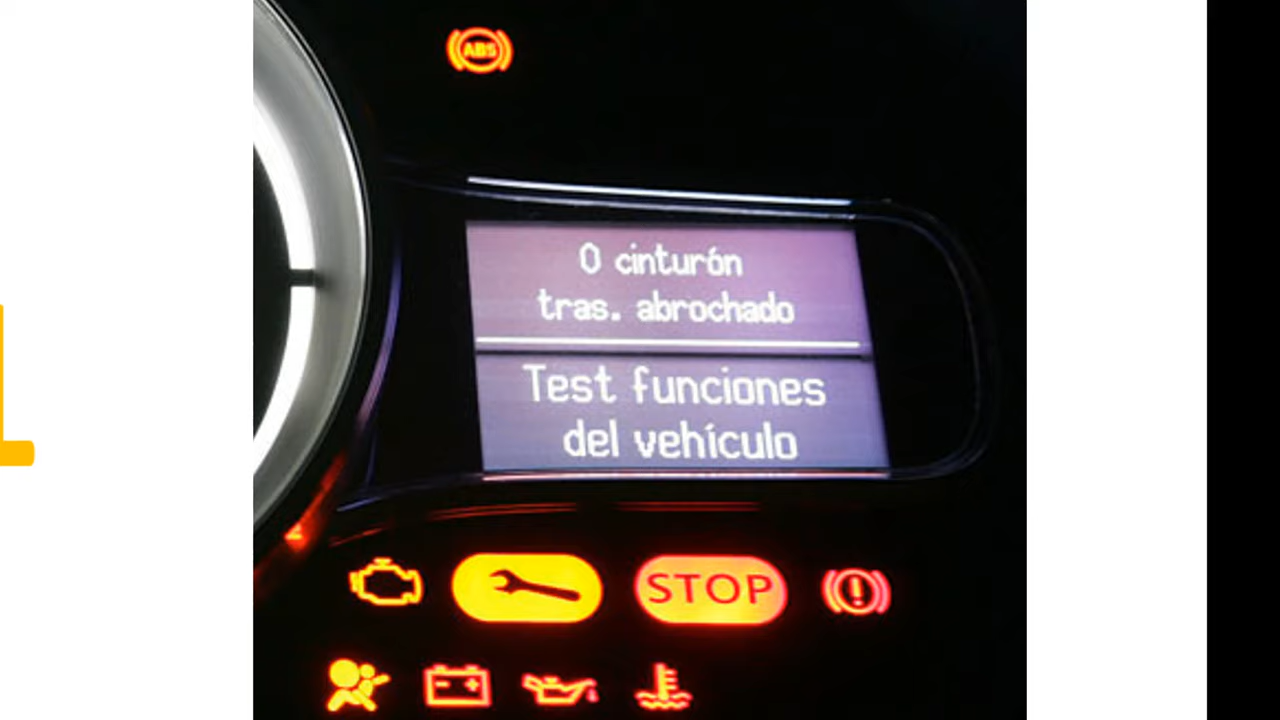 ABS
0 cinturón
tras. abrochado
Test funciones
del vehículo
STOP